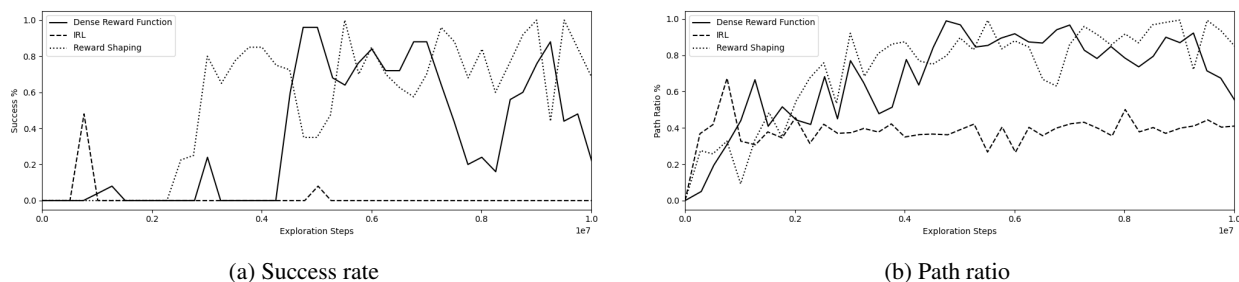 Dense Reward Function
IRL
Reward Shaping
Success %
1.0
0.8
0.6
0.4
0.2
0.0
0.0 0.2 0.4 0.6 0.8 1.0
1e7
Exploration Steps
(a) Success rate
Dense Reward Function
IRL
Reward Shaping
Path Ratio %
1.0
0.8
0.6
0.4
0.2
0.0
0.0 0.2 0.4 0.6 0.8 1.0
1e7
Exploration Steps
(b) Path ratio